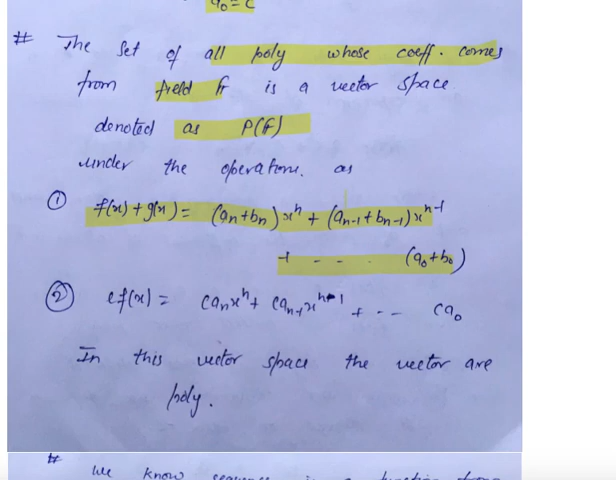 a₀ = c
# The set of all poly whose coeff. comes
from field F is a vector space
denoted as P(F)
under the operations. as
① f(x) + g(x) = (aₙ+bₙ)xⁿ + (aₙ₋₁+bₙ₋₁)xⁿ⁻¹
+ - - . (a₀+b₀)
② cf(x) = caₙxⁿ + caₙ₋₁xⁿ⁻¹ + - - ca₀
In this vector space the vector are
poly.
# We know